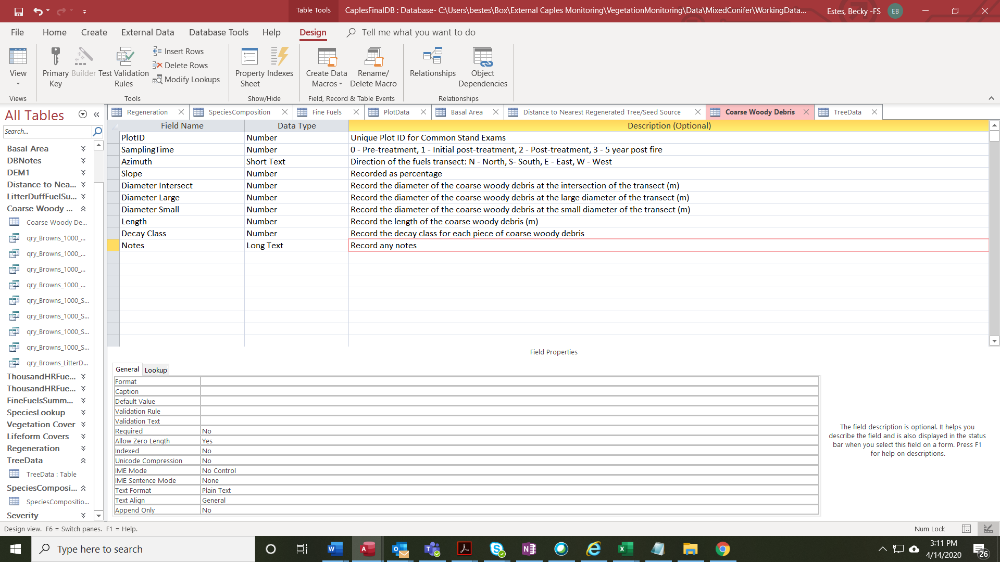 Table Tools
CaplesFinalDB : Database- C:\Users\bestes\Box\External Caples Monitoring\VegetationMonitoring\Data\MixedConifer\WorkingData...
Estes, Becky -FS
EB
File Home Create External Data Database Tools Help Design Tell me what you want to do
View
Primary Key
Builder
Test Validation Rules
Insert Rows
Delete Rows
Modify Lookups
Property Sheet
Indexes
Create Data Macros
Rename/ Delete Macro
Relationships
Object Dependencies
Views Tools Show/Hide Field, Record & Table Events Relationships
All Tables
Search...
Regeneration SpeciesComposition Fine Fuels PlotData Basal Area Distance to Nearest Regenerated Tree/Seed Source Coarse Woody Debris TreeData
Basal Area
DBNotes
DEM1
Distance to Nea...
LitterDuffFuelSu...
Coarse Woody ...
Coarse Woody De...
qry_Browns_1000_...
qry_Browns_1000_...
qry_Browns_1000_...
qry_Browns_1000_...
qry_Browns_1000_S...
qry_Browns_1000_S...
qry_Browns_1000_S...
qry_Browns_1000_S...
qry_Browns_LitterD...
ThousandHRFue...
ThousandHRFue...
FineFuelsSumm...
SpeciesLookup
Vegetation Cover
Lifeform Covers
Regeneration
TreeData
TreeData : Table
SpeciesComposi...
SpeciesCompositio...
Severity
Field Name Data Type Description (Optional)
PlotID Number Unique Plot ID for Common Stand Exams
SamplingTime Number 0 - Pre-treatment, 1 - Initial post-treatment, 2 - Post-treatment, 3 - 5 year post fire
Azimuth Short Text Direction of the fuels transect: N - North, S- South, E - East, W - West
Slope Number Recorded as percentage
Diameter Intersect Number Record the diameter of the coarse woody debris at the intersection of the transect (m)
Diameter Large Number Record the diameter of the coarse woody debris at the large diameter of the transect (m)
Diameter Small Number Record the diameter of the coarse woody debris at the small diameter of the transect (m)
Length Number Record the length of the coarse woody debris (m)
Decay Class Number Record the decay class for each piece of coarse woody debris
Notes Long Text Record any notes
Field Properties
General Lookup
Format
Caption
Default Value
Validation Rule
Validation Text
Required No
Allow Zero Length Yes
Indexed No
Unicode Compression No
IME Mode No Control
IME Sentence Mode None
Text Format Plain Text
Text Align General
Append Only No
The field description is optional. It helps you
describe the field and is also displayed in the status
bar when you select this field on a form. Press F1
for help on descriptions.
Design view. F6 = Switch panes. F1 = Help.
Num Lock
Type here to search
3:11 PM
4/14/2020
26